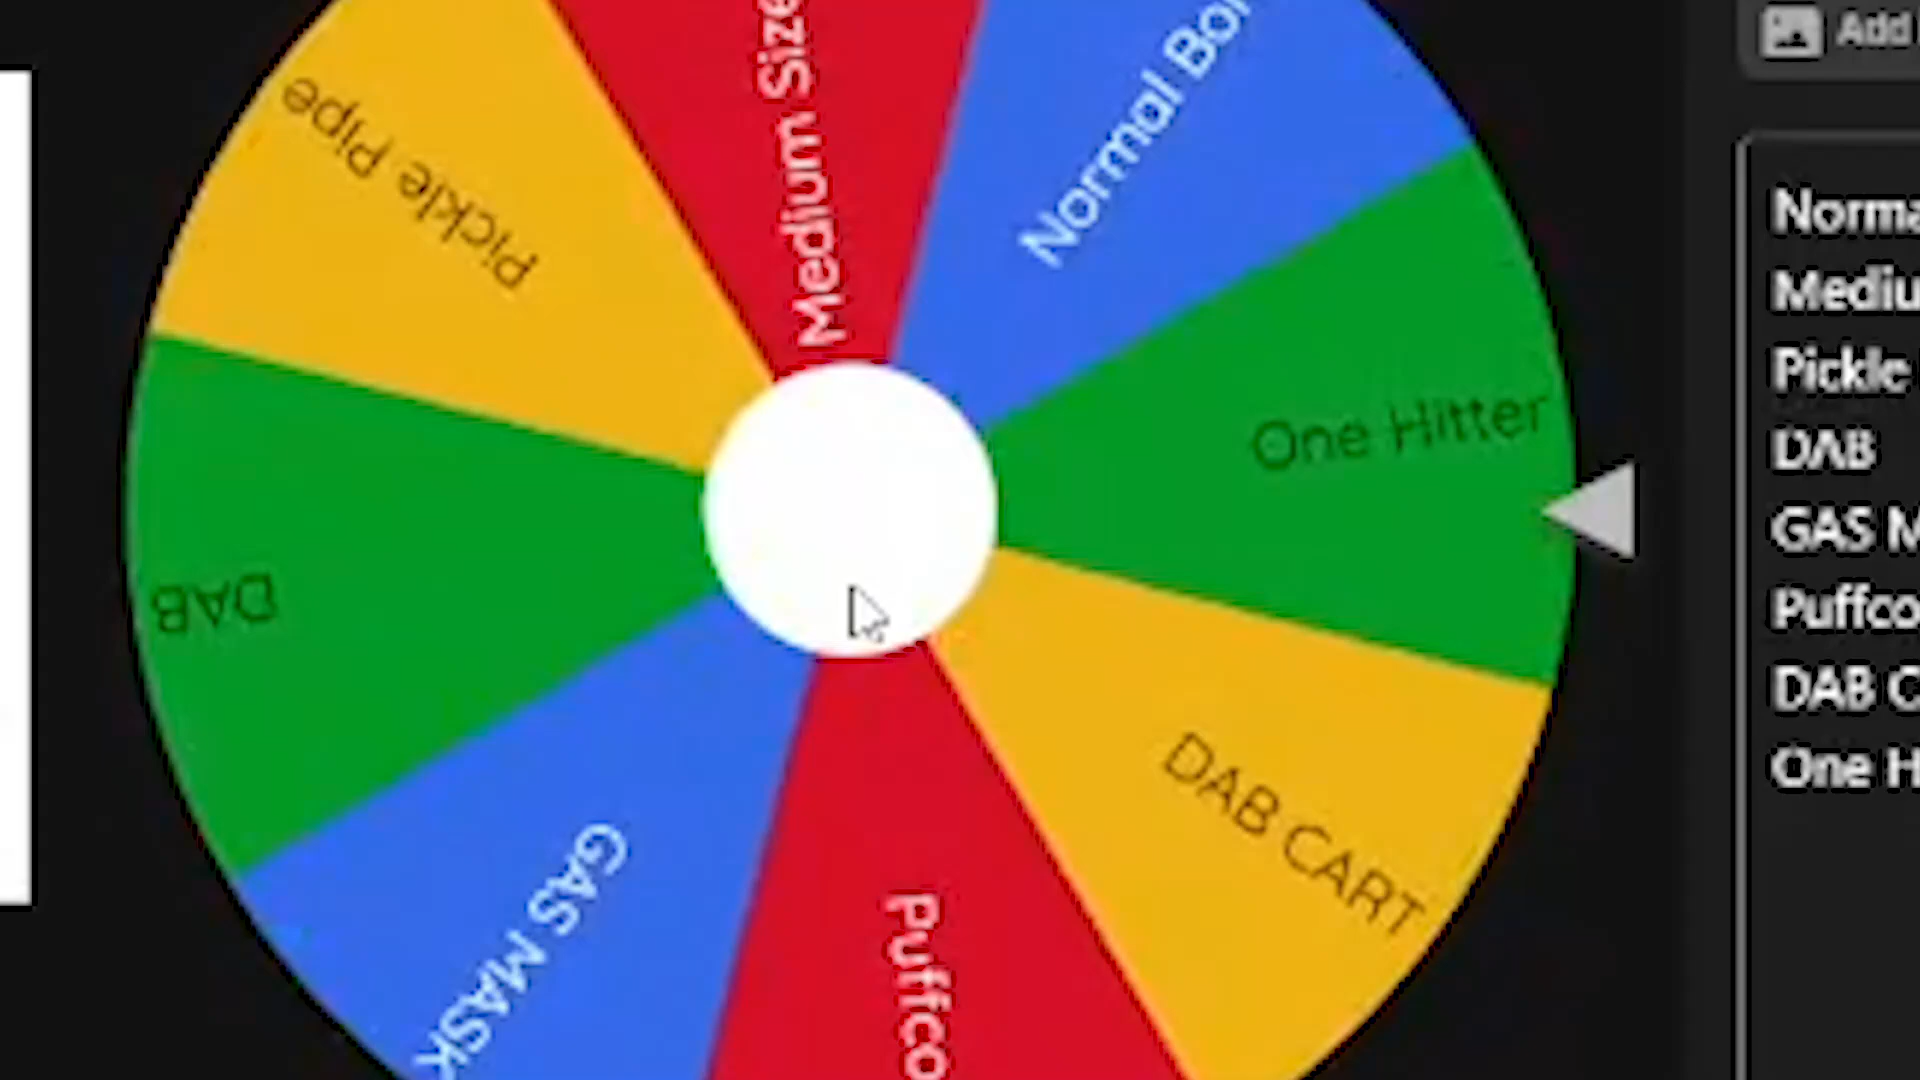 Medium Size
Normal Bo
Pickle Pipe
One Hitter
DAB
DAB CART
GAS MASK
Puffco
Add
Norma
Mediu
Pickle
DAB
GAS M
Puffco
DAB C
One H